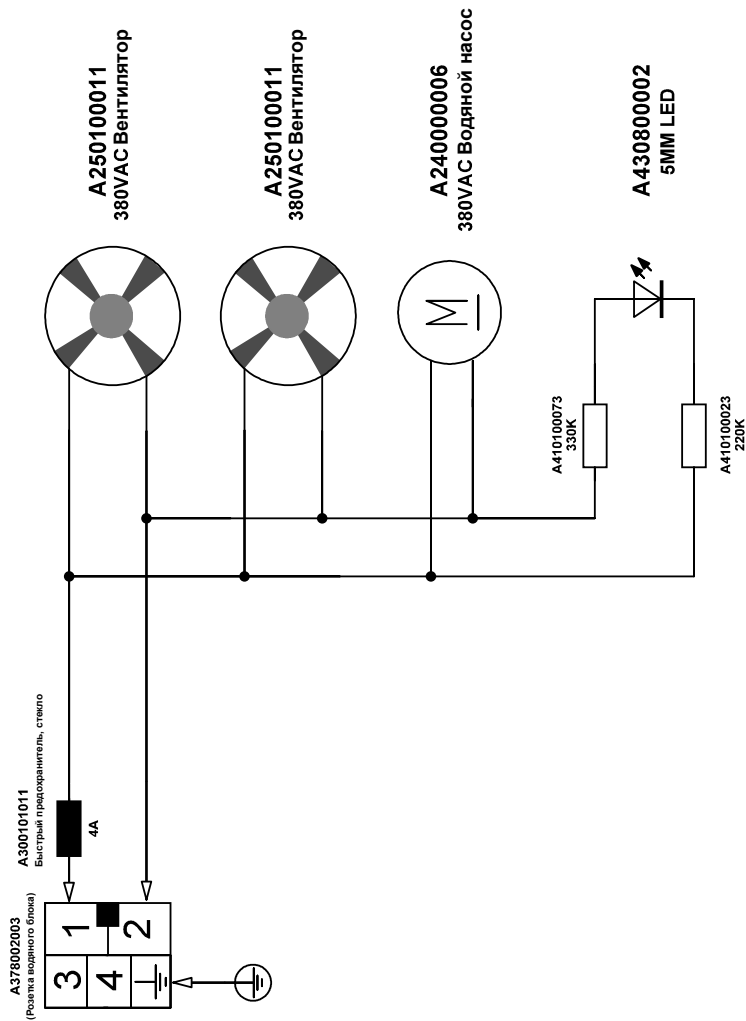 A250100011
380VAC Вентилятор
A250100011
380VAC Вентилятор
A240000006
380VAC Водяной насос
A430800002
5MM LED
M
A410100073
330K
A410100023
220K
A300101011
Быстрый предохранитель, стекло
4A
A378002003
(Розетка водяного блока)
1
2
3
4